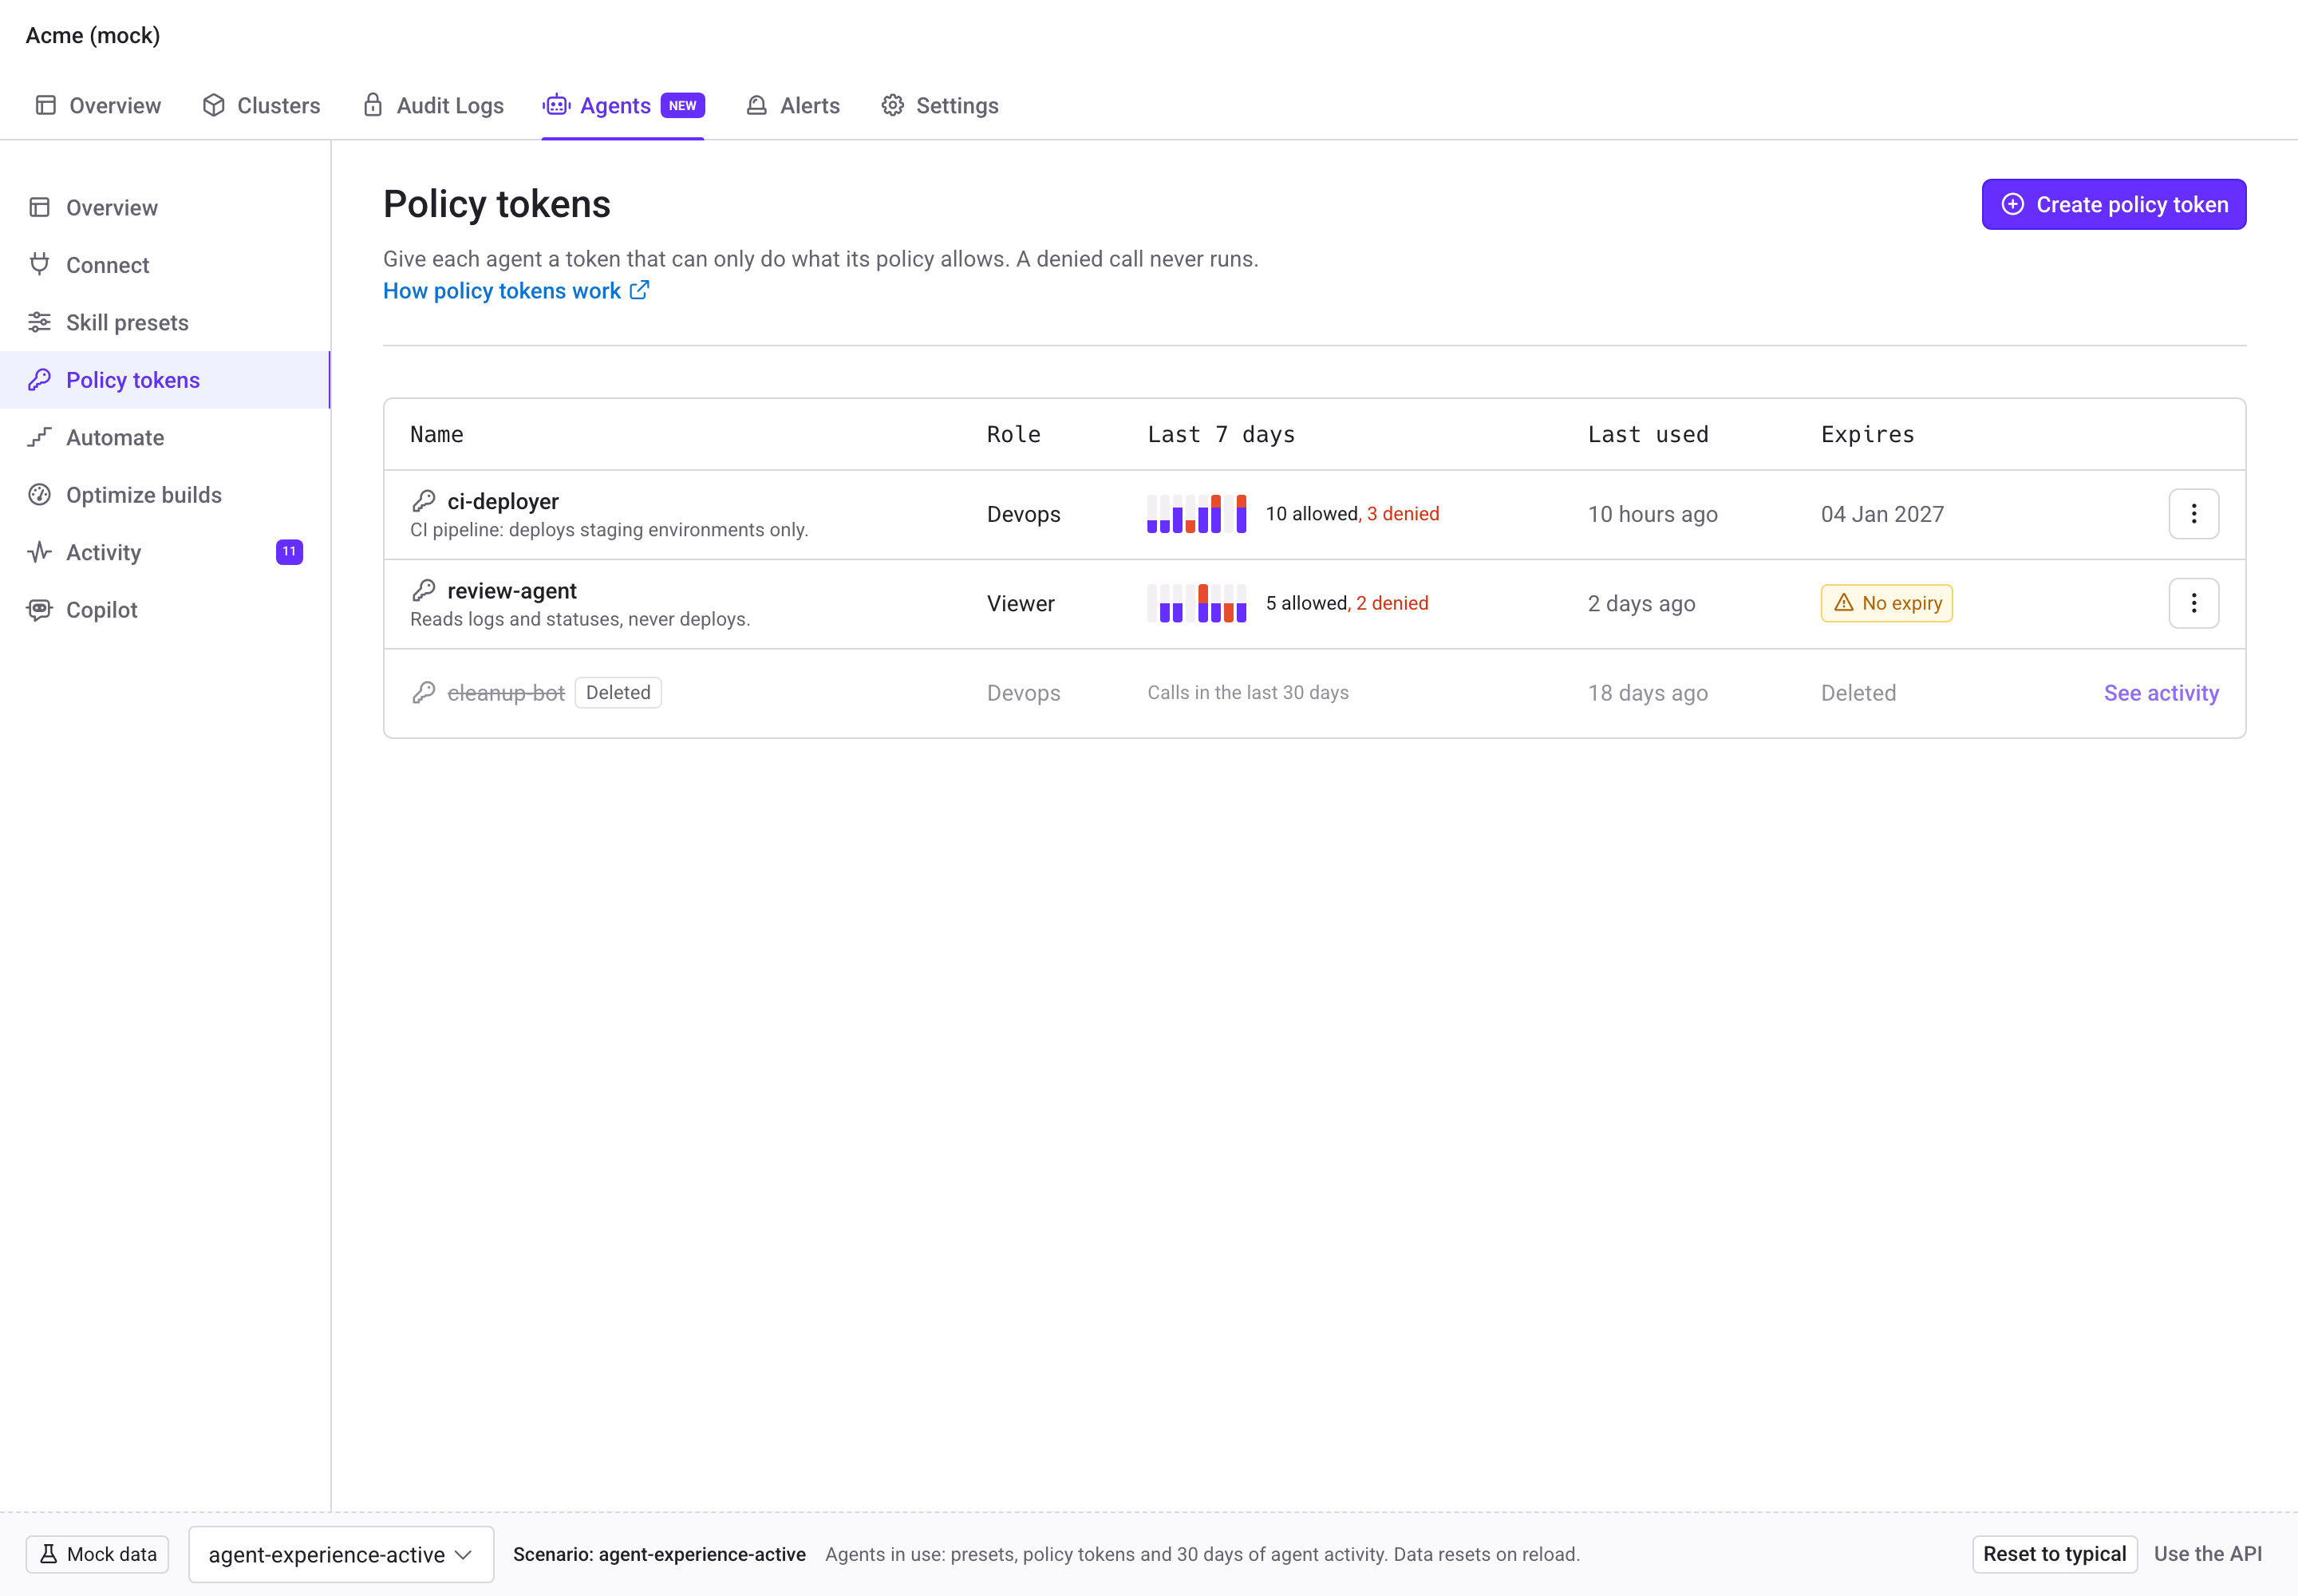 Acme (mock)
Overview
Clusters
Audit Logs
Agents NEW
Alerts
Settings
Overview
Connect
Skill presets
Policy tokens
Automate
Optimize builds
Activity 11
Copilot
Policy tokens
Create policy token
Give each agent a token that can only do what its policy allows. A denied call never runs.
How policy tokens work
Name Role Last 7 days Last used Expires
ci-deployer
CI pipeline: deploys staging environments only.
Devops
10 allowed, 3 denied
10 hours ago
04 Jan 2027
review-agent
Reads logs and statuses, never deploys.
Viewer
5 allowed, 2 denied
2 days ago
No expiry
cleanup-bot Deleted
Devops
Calls in the last 30 days
18 days ago
Deleted
See activity
Mock data
agent-experience-active
Scenario: agent-experience-active
Agents in use: presets, policy tokens and 30 days of agent activity. Data resets on reload.
Reset to typical
Use the API